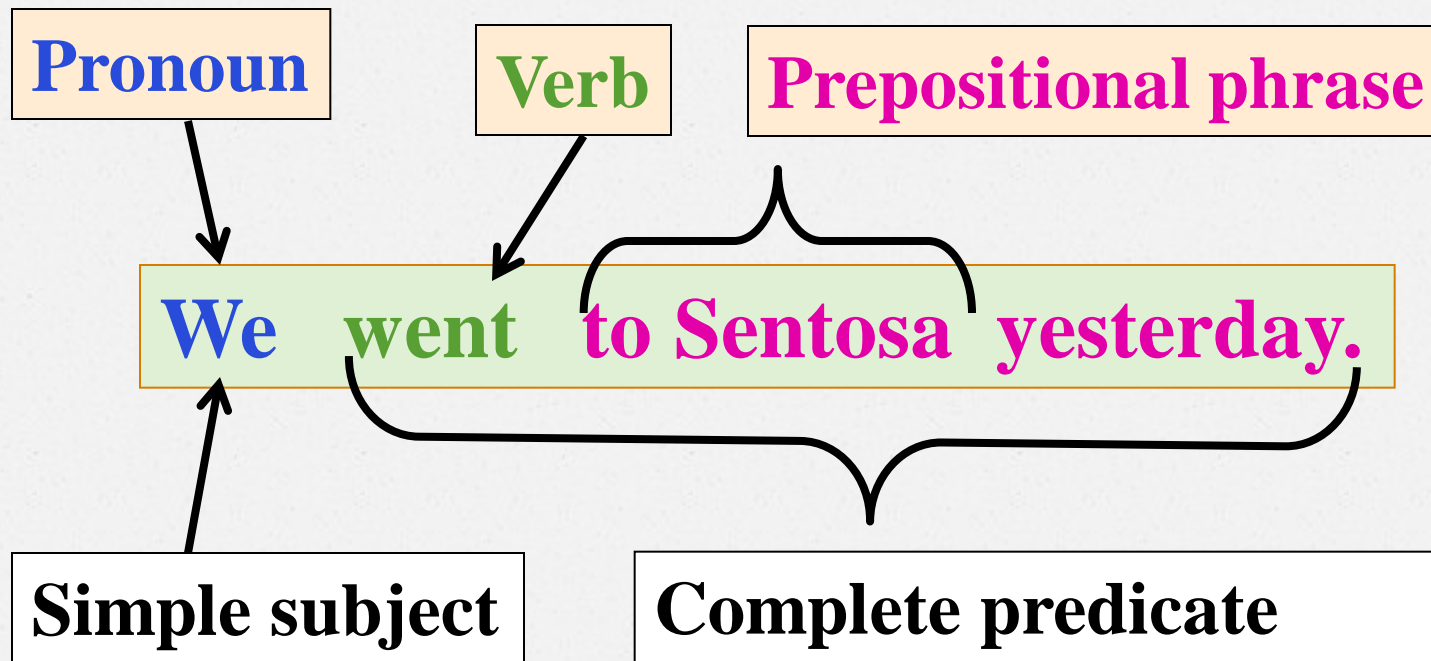 Pronoun
Verb
Prepositional phrase
We went to Sentosa yesterday.
Simple subject
Complete predicate